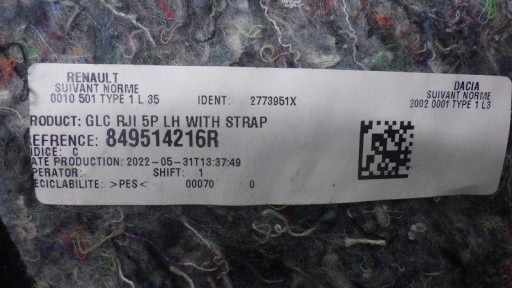 RENAULT
SUIVANT NORME
0010 501 TYPE 1 L 35
IDENT: 2773951X
DACIA
SUIVANT NORME
2002 0001 TYPE 1 L3
RODUCT: GLC RJI 5P LH WITH STRAP
EFRENCE: 849514216R
NDICE: C
ATE PRODUCTION: 2022-05-31T13:37:49
PERATOR: SHIFT: 1
ECICLABILITE: >PES< 00070 0